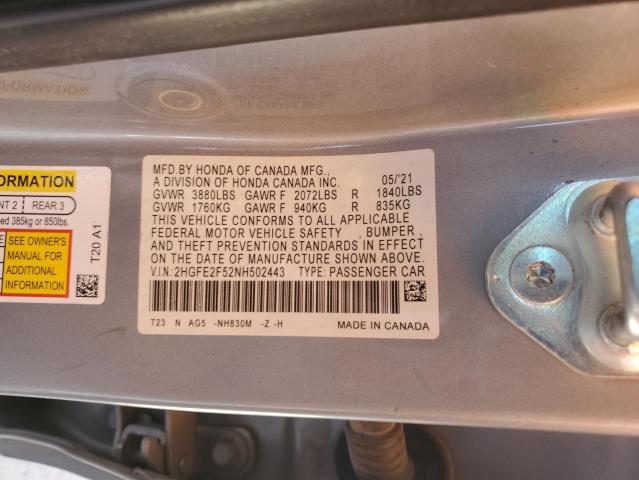 FORMATION
NT 2 REAR 3
ed 385kg or 850lbs.
SEE OWNER'S
MANUAL FOR
ADDITIONAL
INFORMATION
T20 A1
MFD.BY HONDA OF CANADA MFG.,
A DIVISION OF HONDA CANADA INC. 05/'21
GVWR 3880LBS GAWR F 2072LBS R 1840LBS
GVWR 1760KG GAWR F 940KG R 835KG
THIS VEHICLE CONFORMS TO ALL APPLICABLE
FEDERAL MOTOR VEHICLE SAFETY , BUMPER ,
AND THEFT PREVENTION STANDARDS IN EFFECT
ON THE DATE OF MANUFACTURE SHOWN ABOVE.
V.I.N.:2HGFE2F52NH502443 TYPE: PASSENGER CAR
T23 N AG5 -NH830M -Z -H
MADE IN CANADA